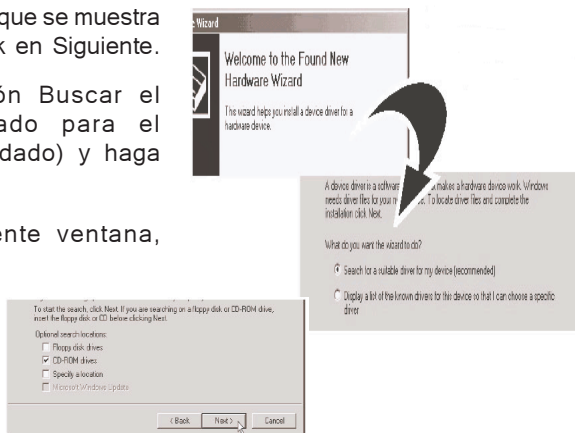 que se muestra
k en Siguiente.
ón Buscar el
ado para el
dado) y haga
ente ventana,
Wizard
Welcome to the Found New
Hardware Wizard
This wizard helps you install a device driver for a
hardware device.
A device driver is a software makes a hardware device work. Windows
needs driver files for your new device. To locate driver files and complete the
installation click Next.
What do you want the wizard to do?
Search for a suitable driver for my device (recommended)
Display a list of the known drivers for this device so that I can choose a specific
driver
To start the search, click Next. If you are searching on a floppy disk or CD-ROM drive,
insert the floppy disk or CD before clicking Next.
Optional search locations:
Floppy disk drives
CD-ROM drives
Specify a location
Microsoft Windows Update
< Back Next > Cancel